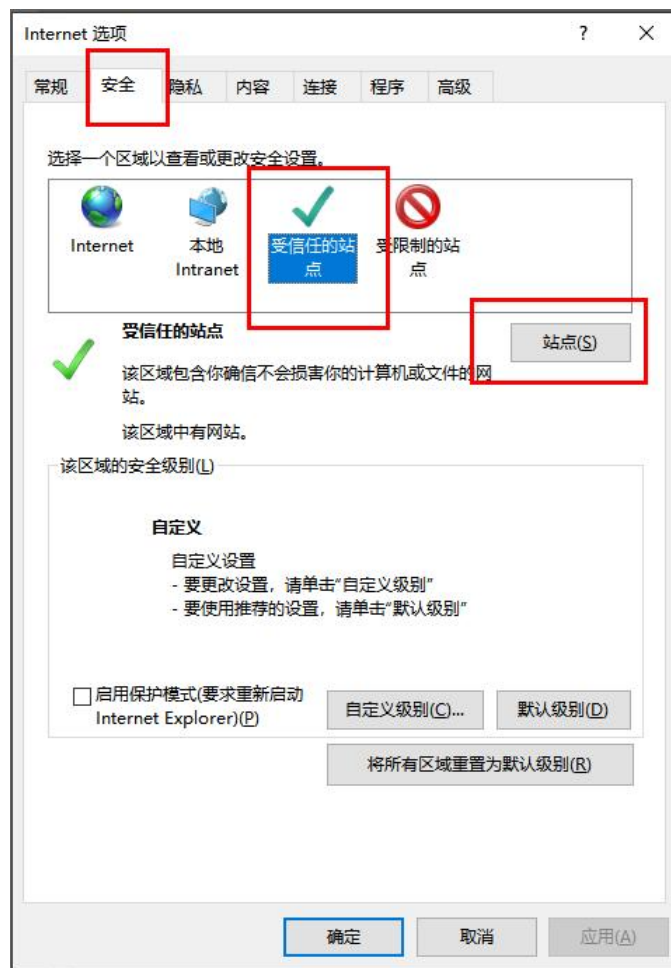 Internet 选项
?
常规 安全 隐私 内容 连接 程序 高级
选择一个区域以查看或更改安全设置。
Internet
本地
Intranet
受信任的站
点
受限制的站
点
受信任的站点
站点(S)
该区域包含你确信不会损害你的计算机或文件的网
站。
该区域中有网站。
该区域的安全级别(L)
自定义
自定义设置
- 要更改设置，请单击“自定义级别”
- 要使用推荐的设置，请单击“默认级别”
启用保护模式(要求重新启动
Internet Explorer)(P)
自定义级别(C)... 默认级别(D)
将所有区域重置为默认级别(R)
确定 取消 应用(A)